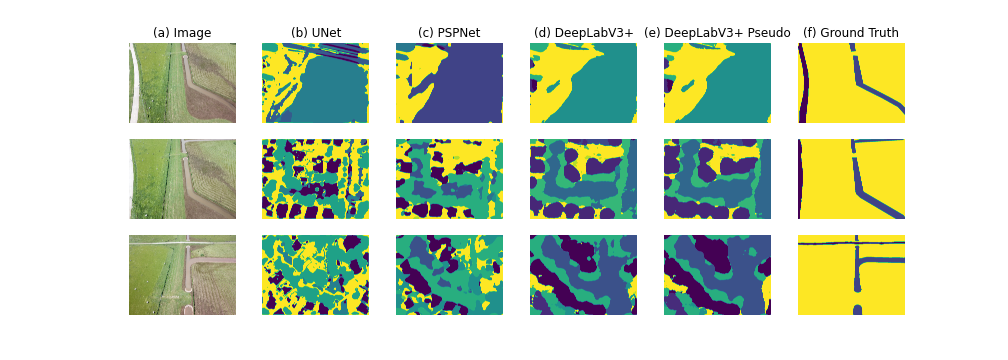 (a) Image
(b) UNet
(c) PSPNet
(d) DeepLabV3+
(e) DeepLabV3+ Pseudo
(f) Ground Truth